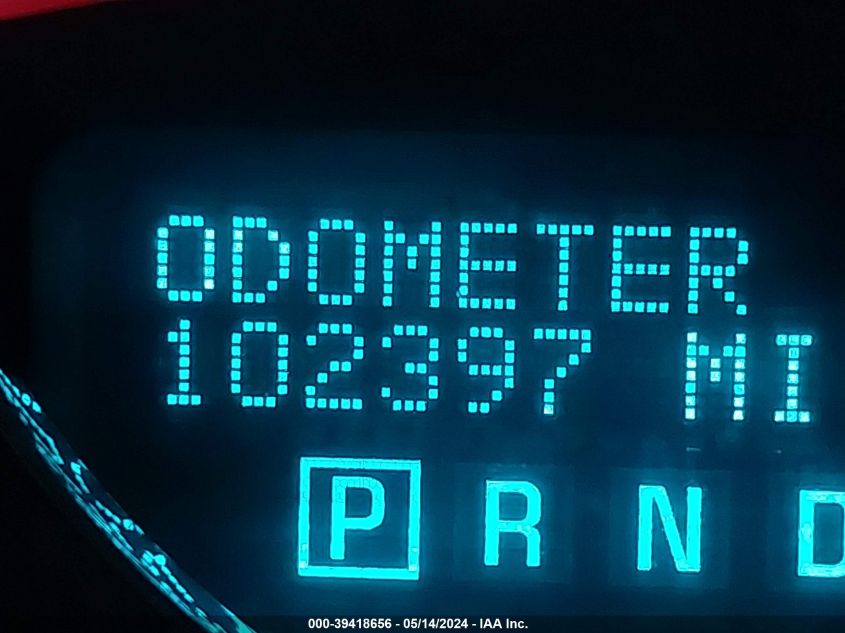 ODOMETER
102397 MI
P R N D
000-39418656 - 05/14/2024 - IAA Inc.